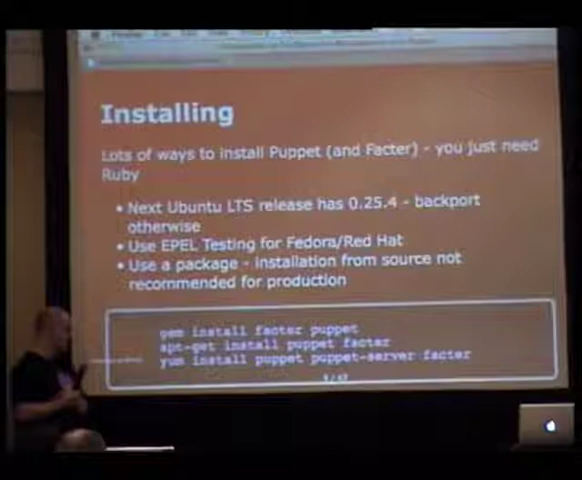 Installing
Lots of ways to install Puppet (and Facter) - you just need
Ruby
• Next Ubuntu LTS release has 0.25.4 - backport
otherwise
• Use EPEL Testing for Fedora/Red Hat
• Use a package - installation from source not
recommended for production
gem install facter puppet
apt-get install puppet facter
yum install puppet puppet-server facter